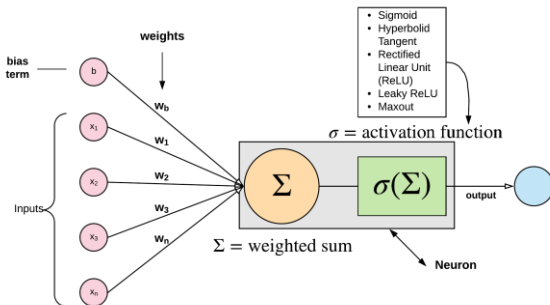 • Sigmoid
• Hyperbolid
Tangent
• Rectified
Linear Unit
(ReLU)
• Leaky ReLU
• Maxout
weights
bias
term
b
w_b
σ = activation function
x_1
w_1
x_2
w_2
Inputs
Σ
σ(Σ)
output
x_3
w_3
w_n
Σ = weighted sum
Neuron
x_n